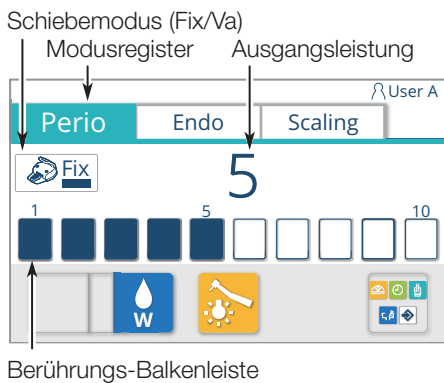 Schiebemodus (Fix/Va)
Modusregister Ausgangsleistung
User A
Perio Endo Scaling
Fix 5
1 5 10
W
Berührungs-Balkenleiste